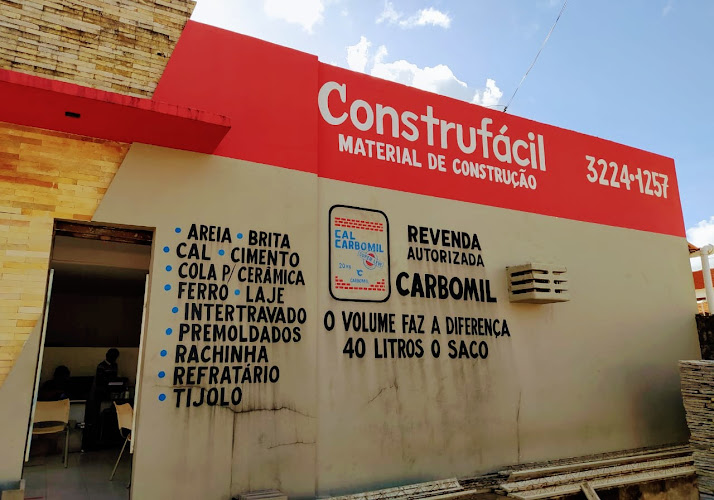 Construfácil
MATERIAL DE CONSTRUÇÃO
3224-1257
• AREIA • BRITA
• CAL • CIMENTO
• COLA P/ CERÂMICA
• FERRO • LAJE
• INTERTRAVADO
• PREMOLDADOS
• RACHINHA
• REFRATÁRIO
• TIJOLO
CAL
CARBOMIL
REVENDA
AUTORIZADA
CARBOMIL
O VOLUME FAZ A DIFERENÇA
40 LITROS O SACO